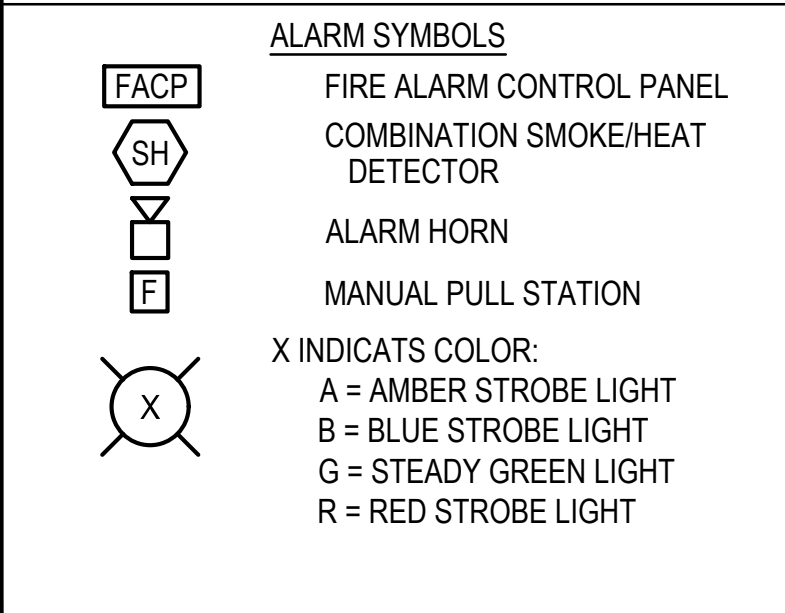 ALARM SYMBOLS
FACP FIRE ALARM CONTROL PANEL
SH COMBINATION SMOKE/HEAT
DETECTOR
ALARM HORN
F MANUAL PULL STATION
X INDICATS COLOR:
A = AMBER STROBE LIGHT
X
B = BLUE STROBE LIGHT
G = STEADY GREEN LIGHT
R = RED STROBE LIGHT